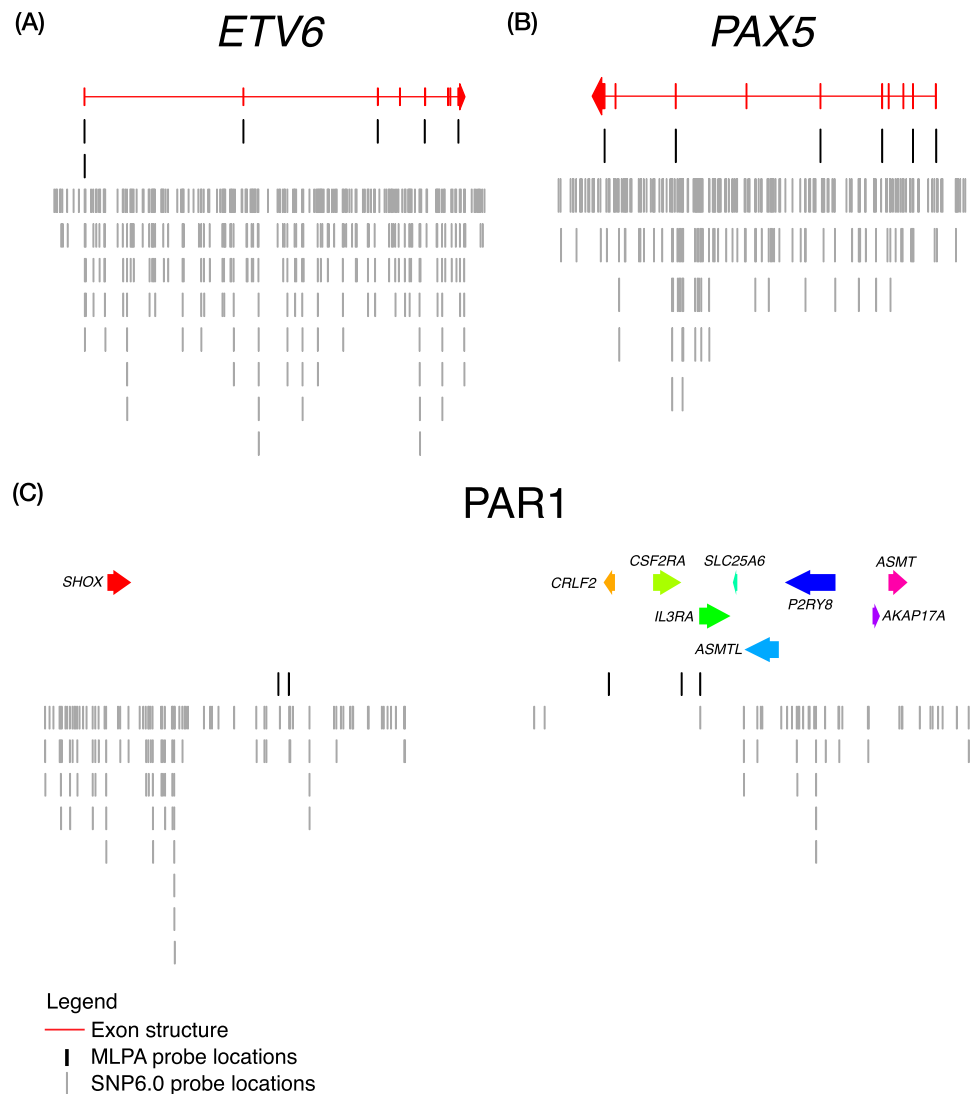 (A) ETV6
(B) PAX5
(C) PAR1
SHOX
CRLF2
CSF2RA
SLC25A6
ASMT
IL3RA
P2RY8
AKAP17A
ASMTL
Legend
Exon structure
MLPA probe locations
SNP6.0 probe locations